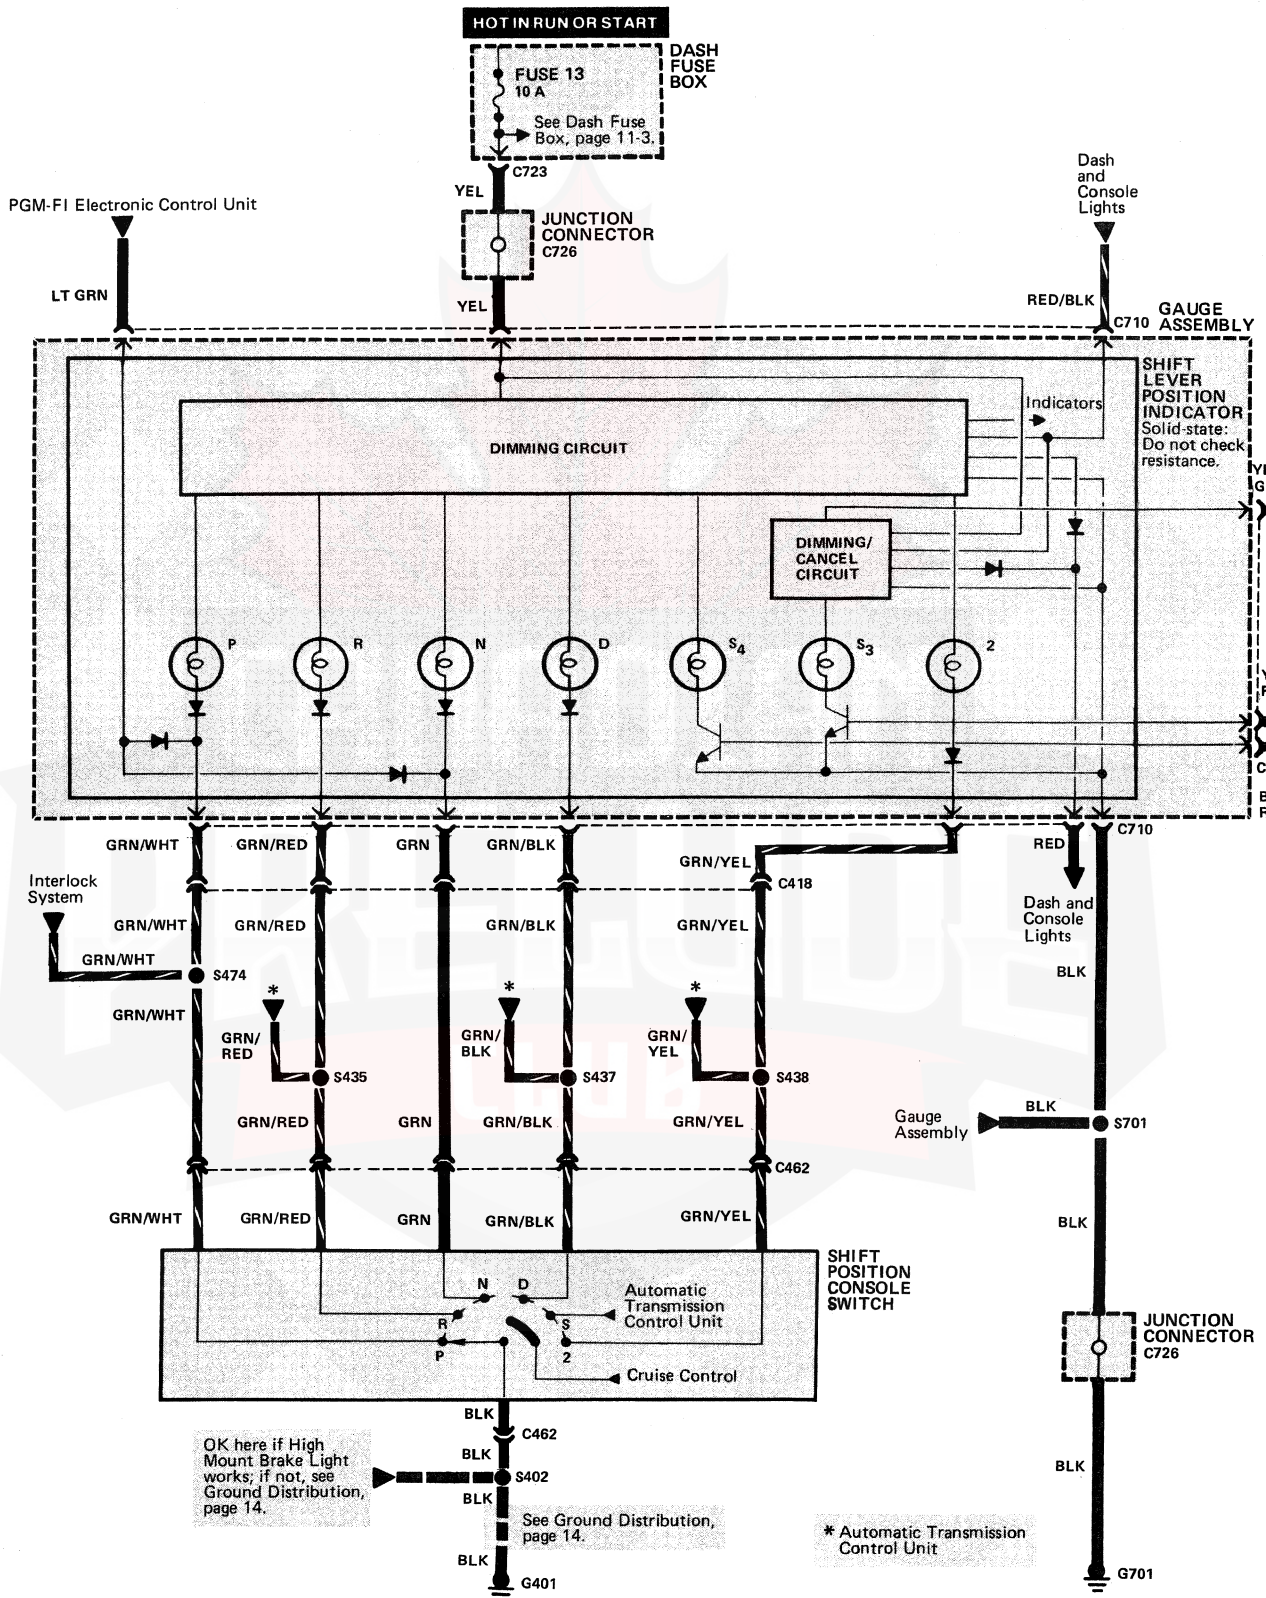 HOT IN RUN OR START
DASH
FUSE
BOX
FUSE 13
10 A
See Dash Fuse
Box, page 11-3.
C723
YEL
JUNCTION
CONNECTOR
C726
YEL
PGM-FI Electronic Control Unit
LT GRN
Dash
and
Console
Lights
RED/BLK
C710
GAUGE
ASSEMBLY
SHIFT
LEVER
POSITION
INDICATOR
Solid-state:
Do not check
resistance.
Indicators
DIMMING CIRCUIT
DIMMING/
CANCEL
CIRCUIT
P
R
N
D
S4
S3
2
Y
G
Y
F
C
B
F
GRN/WHT
GRN/RED
GRN
GRN/BLK
GRN/YEL
RED
C710
C418
Interlock
System
GRN/WHT
GRN/RED
GRN/BLK
GRN/YEL
Dash and
Console
Lights
GRN/WHT
S474
BLK
GRN/WHT
*
*
*
GRN/
RED
GRN/
BLK
GRN/
YEL
S435
S437
S438
GRN/RED
GRN
GRN/BLK
GRN/YEL
Gauge
Assembly
BLK
S701
C462
GRN/WHT
GRN/RED
GRN
GRN/BLK
GRN/YEL
BLK
SHIFT
POSITION
CONSOLE
SWITCH
N
D
R
S
P
2
Automatic
Transmission
Control Unit
Cruise Control
JUNCTION
CONNECTOR
C726
BLK
C462
BLK
S402
BLK
OK here if High
Mount Brake Light
works; if not, see
Ground Distribution,
page 14.
See Ground Distribution,
page 14.
BLK
G401
BLK
* Automatic Transmission
Control Unit
G701
PRELUDE
CLUB